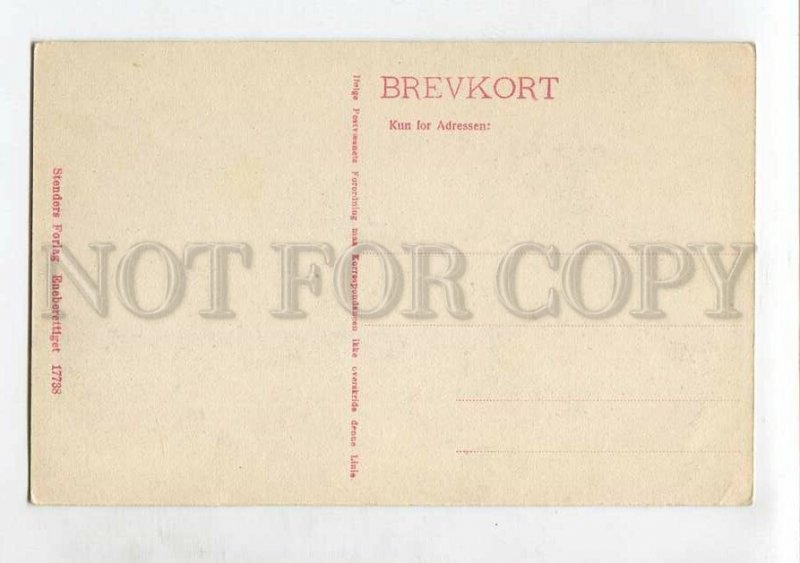 BREVKORT
Kun for Adressen:
Ifølge Postvæsnets Forordning maa Korrespondancen ikke overskride denne Linie.
Stenders Forlag Eneberettiget 17738
NOT FOR COPY